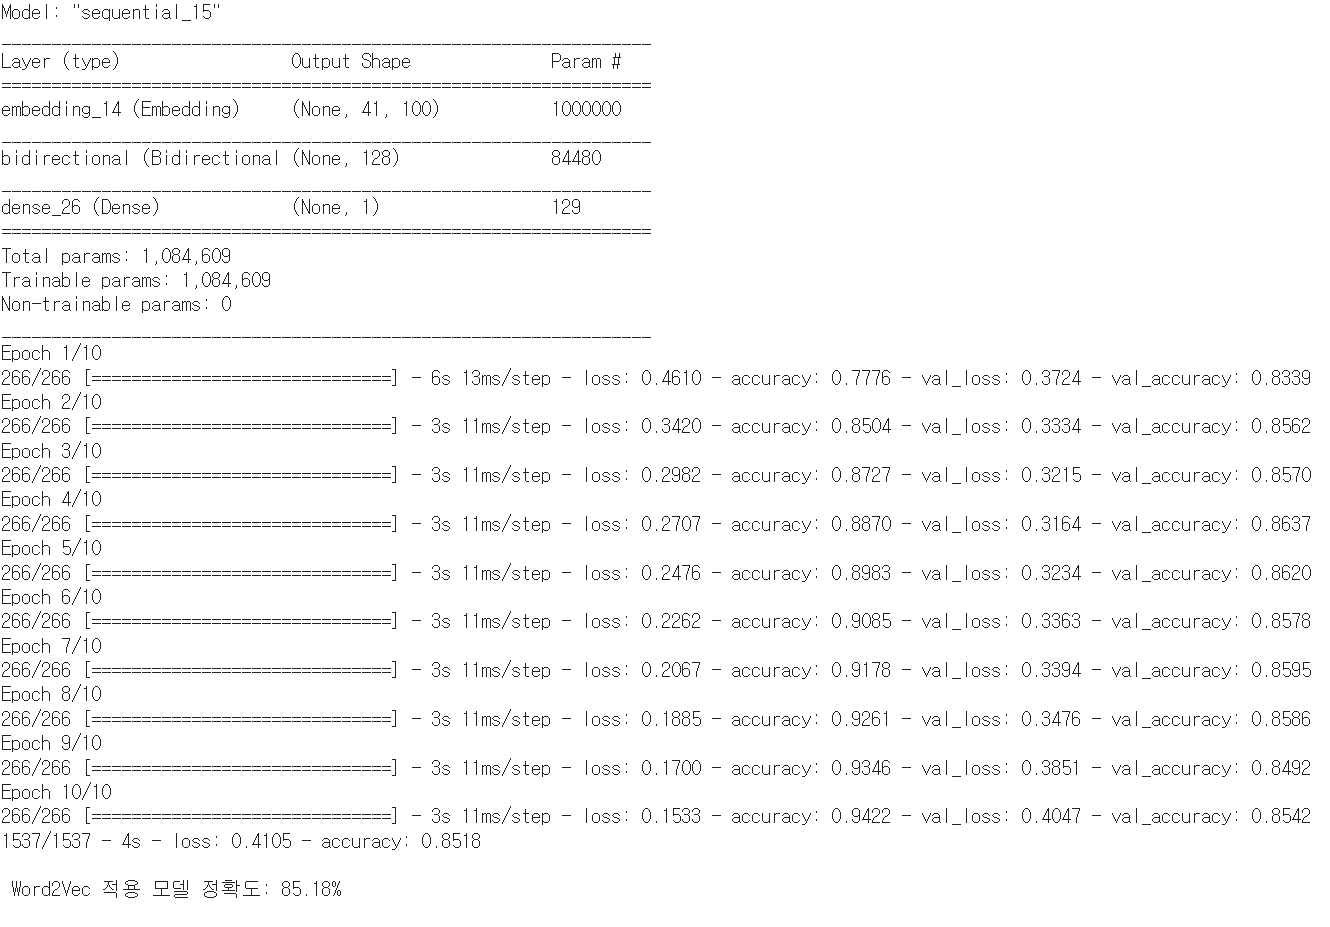 Model: "sequential_15"
_________________________________________________________________
Layer (type)                 Output Shape              Param #
=================================================================
embedding_14 (Embedding)     (None, 41, 100)           1000000
_________________________________________________________________
bidirectional (Bidirectional (None, 128)               84480
_________________________________________________________________
dense_26 (Dense)             (None, 1)                 129
=================================================================
Total params: 1,084,609
Trainable params: 1,084,609
Non-trainable params: 0
_________________________________________________________________
Epoch 1/10
266/266 [==============================] - 6s 13ms/step - loss: 0.4610 - accuracy: 0.7776 - val_loss: 0.3724 - val_accuracy: 0.8339
Epoch 2/10
266/266 [==============================] - 3s 11ms/step - loss: 0.3420 - accuracy: 0.8504 - val_loss: 0.3334 - val_accuracy: 0.8562
Epoch 3/10
266/266 [==============================] - 3s 11ms/step - loss: 0.2982 - accuracy: 0.8727 - val_loss: 0.3215 - val_accuracy: 0.8570
Epoch 4/10
266/266 [==============================] - 3s 11ms/step - loss: 0.2707 - accuracy: 0.8870 - val_loss: 0.3164 - val_accuracy: 0.8637
Epoch 5/10
266/266 [==============================] - 3s 11ms/step - loss: 0.2476 - accuracy: 0.8983 - val_loss: 0.3234 - val_accuracy: 0.8620
Epoch 6/10
266/266 [==============================] - 3s 11ms/step - loss: 0.2262 - accuracy: 0.9085 - val_loss: 0.3363 - val_accuracy: 0.8578
Epoch 7/10
266/266 [==============================] - 3s 11ms/step - loss: 0.2067 - accuracy: 0.9178 - val_loss: 0.3394 - val_accuracy: 0.8595
Epoch 8/10
266/266 [==============================] - 3s 11ms/step - loss: 0.1885 - accuracy: 0.9261 - val_loss: 0.3476 - val_accuracy: 0.8586
Epoch 9/10
266/266 [==============================] - 3s 11ms/step - loss: 0.1700 - accuracy: 0.9346 - val_loss: 0.3851 - val_accuracy: 0.8492
Epoch 10/10
266/266 [==============================] - 3s 11ms/step - loss: 0.1533 - accuracy: 0.9422 - val_loss: 0.4047 - val_accuracy: 0.8542
1537/1537 - 4s - loss: 0.4105 - accuracy: 0.8518
Word2Vec 적용 모델 정확도: 85.18%